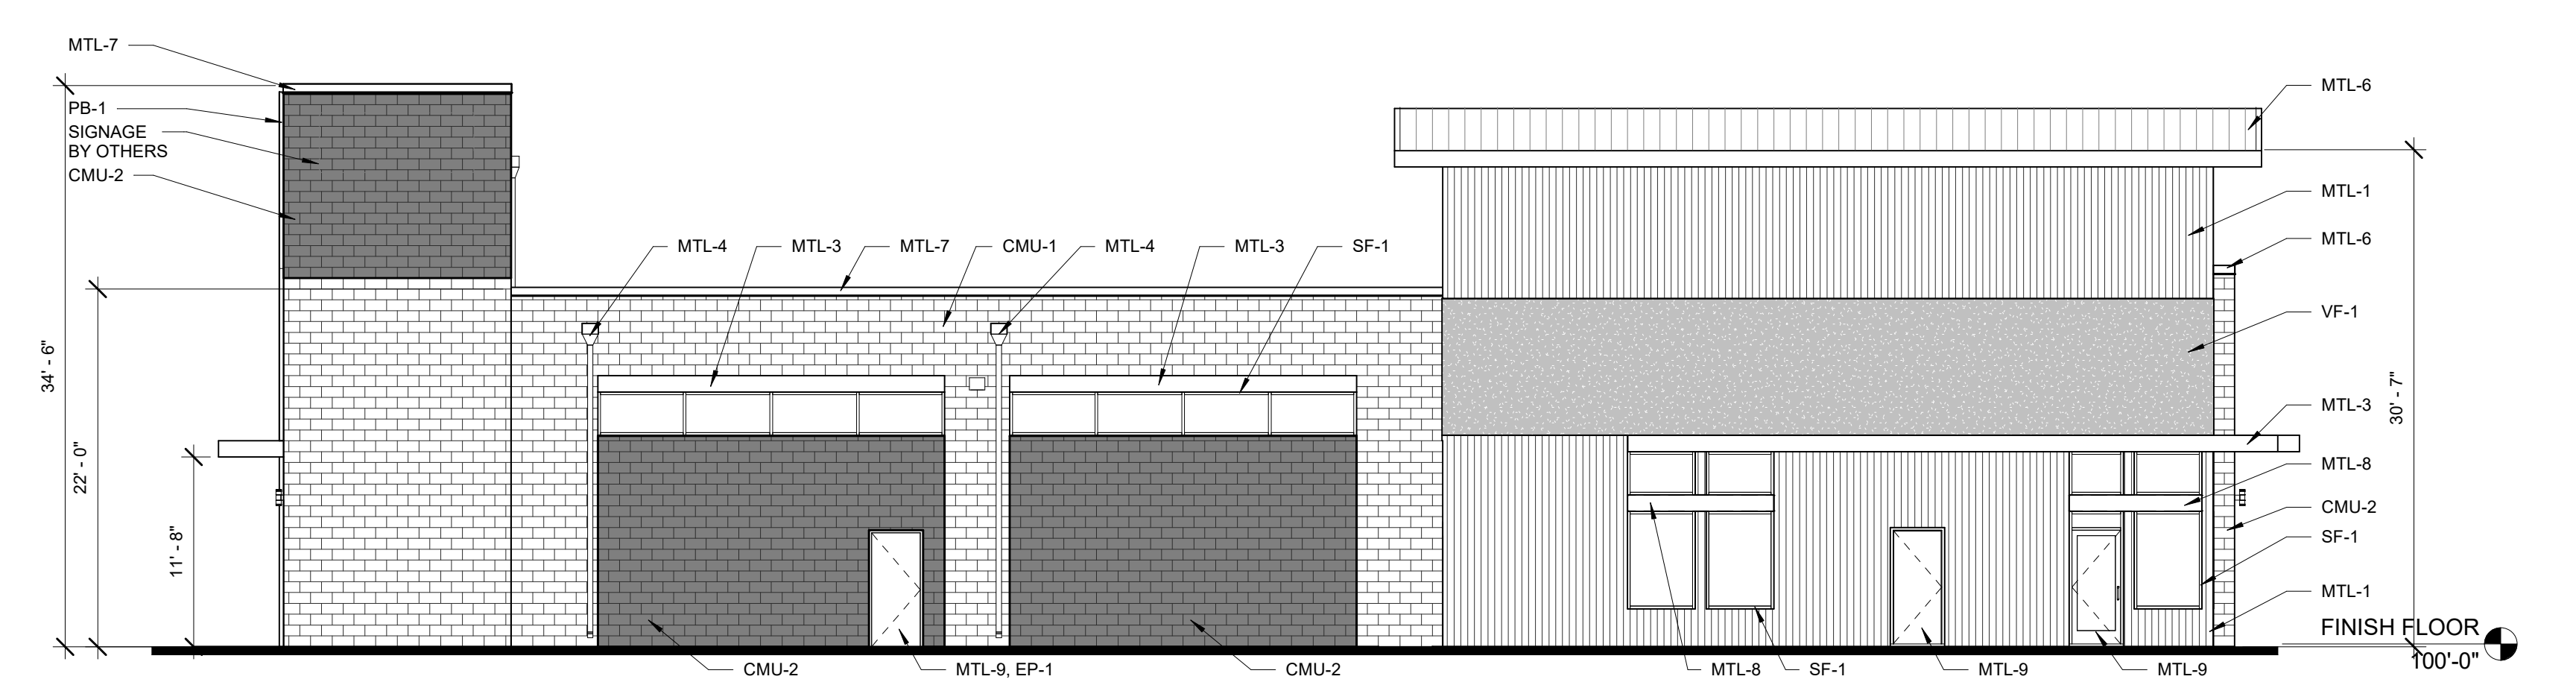 MTL-7
PB-1
SIGNAGE
BY OTHERS
CMU-2
34' - 6"
22' - 0"
11' - 8"
MTL-4
MTL-3
MTL-7
CMU-1
MTL-4
MTL-3
SF-1
MTL-6
MTL-1
MTL-6
VF-1
MTL-3
30' - 7"
MTL-8
CMU-2
SF-1
MTL-1
FINISH FLOOR
100'-0"
CMU-2
MTL-9, EP-1
CMU-2
MTL-8
SF-1
MTL-9
MTL-9